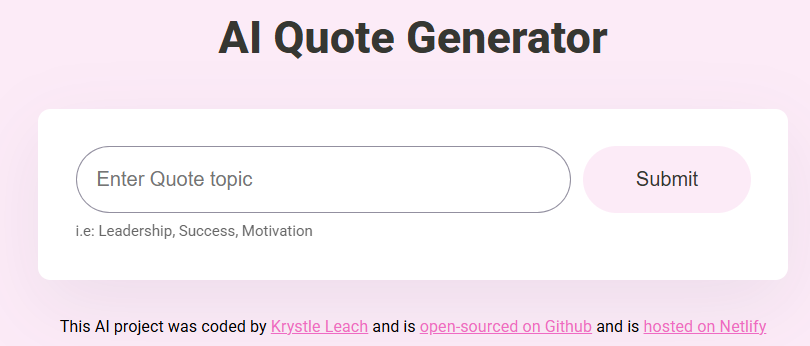 AI Quote Generator
Enter Quote topic
Submit
i.e: Leadership, Success, Motivation
This AI project was coded by Krystle Leach and is open-sourced on Github and is hosted on Netlify